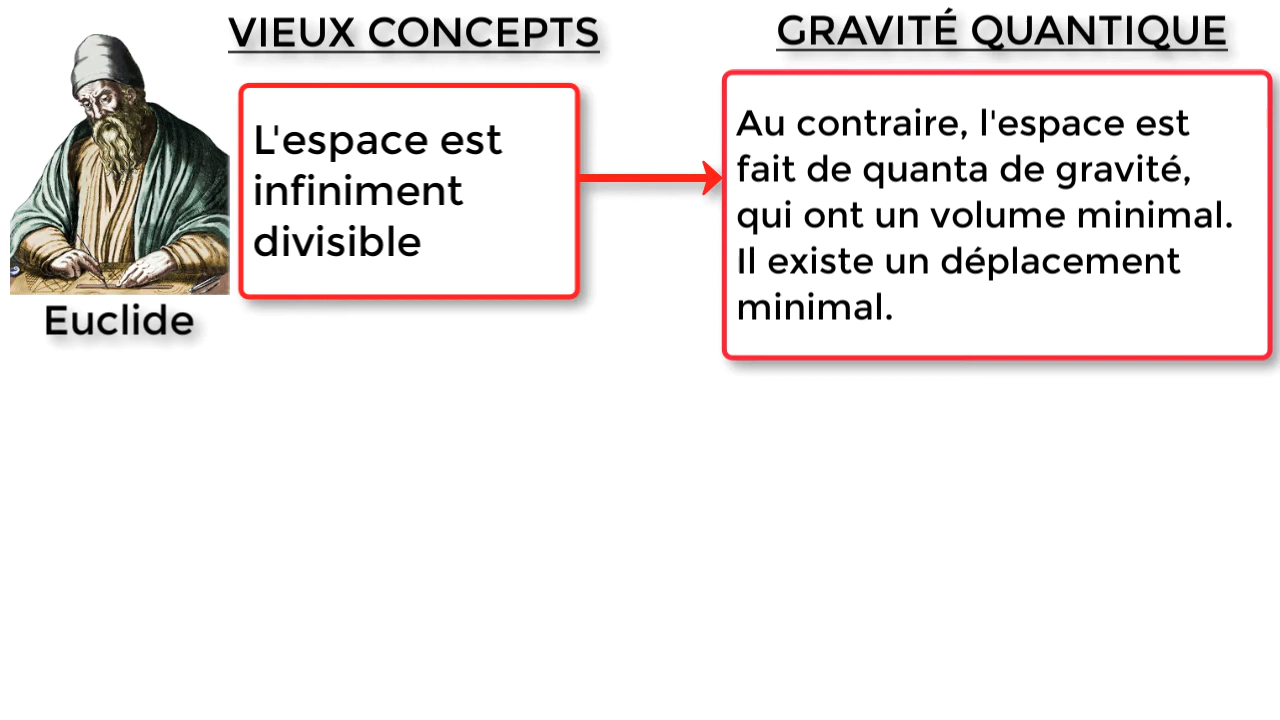 VIEUX CONCEPTS
GRAVITÉ QUANTIQUE
L'espace est
infiniment
divisible
Au contraire, l'espace est
fait de quanta de gravité,
qui ont un volume minimal.
Il existe un déplacement
minimal.
Euclide